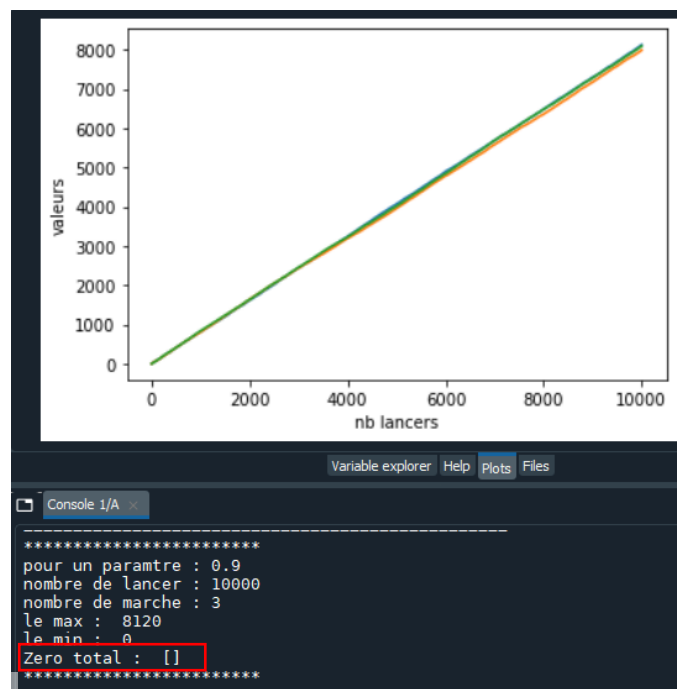 8000
7000
6000
5000
4000
3000
2000
1000
0
valeurs
0 2000 4000 6000 8000 10000
nb lancers
Variable explorer Help Plots Files
Console 1/A ×
*************************
pour un paramtre : 0.9
nombre de lancer : 10000
nombre de marche : 3
le max :  8120
le min :  0
Zero total :  []
*************************